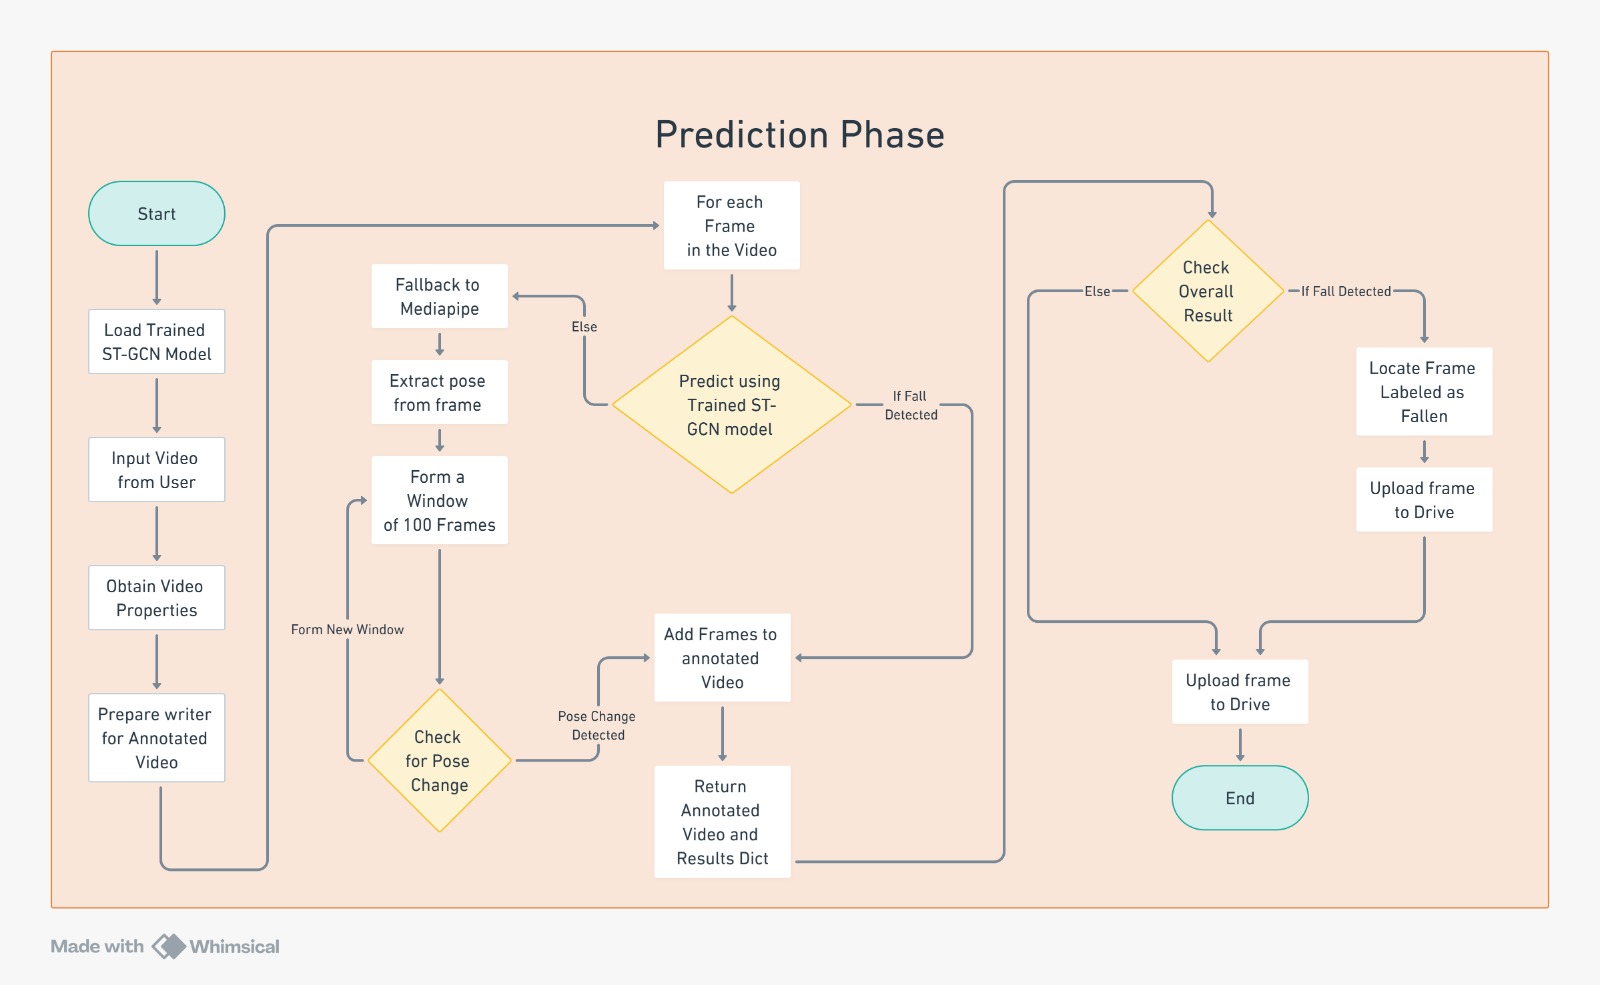 Prediction Phase
Start
Load Trained
ST-GCN Model
Input Video
from User
Obtain Video
Properties
Prepare writer
for Annotated
Video
For each
Frame
in the Video
Predict using
Trained ST-
GCN model
Else
If Fall
Detected
Fallback to
Mediapipe
Extract pose
from frame
Form a
Window
of 100 Frames
Form New Window
Check
for Pose
Change
Pose Change
Detected
Add Frames to
annotated
Video
Return
Annotated
Video and
Results Dict
Check
Overall
Result
Else
If Fall Detected
Locate Frame
Labeled as
Fallen
Upload frame
to Drive
Upload frame
to Drive
End
Made with Whimsical